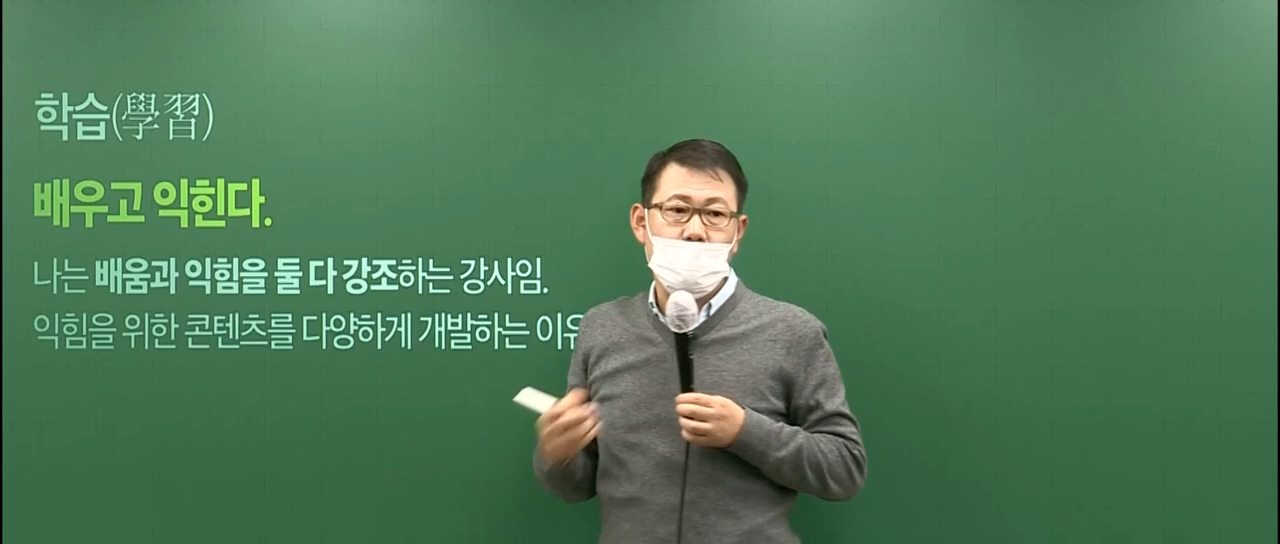 학습(學習)
배우고 익힌다.
나는 배움과 익힘을 둘 다 강조하는 강사임.
익힘을 위한 콘텐츠를 다양하게 개발하는 이유